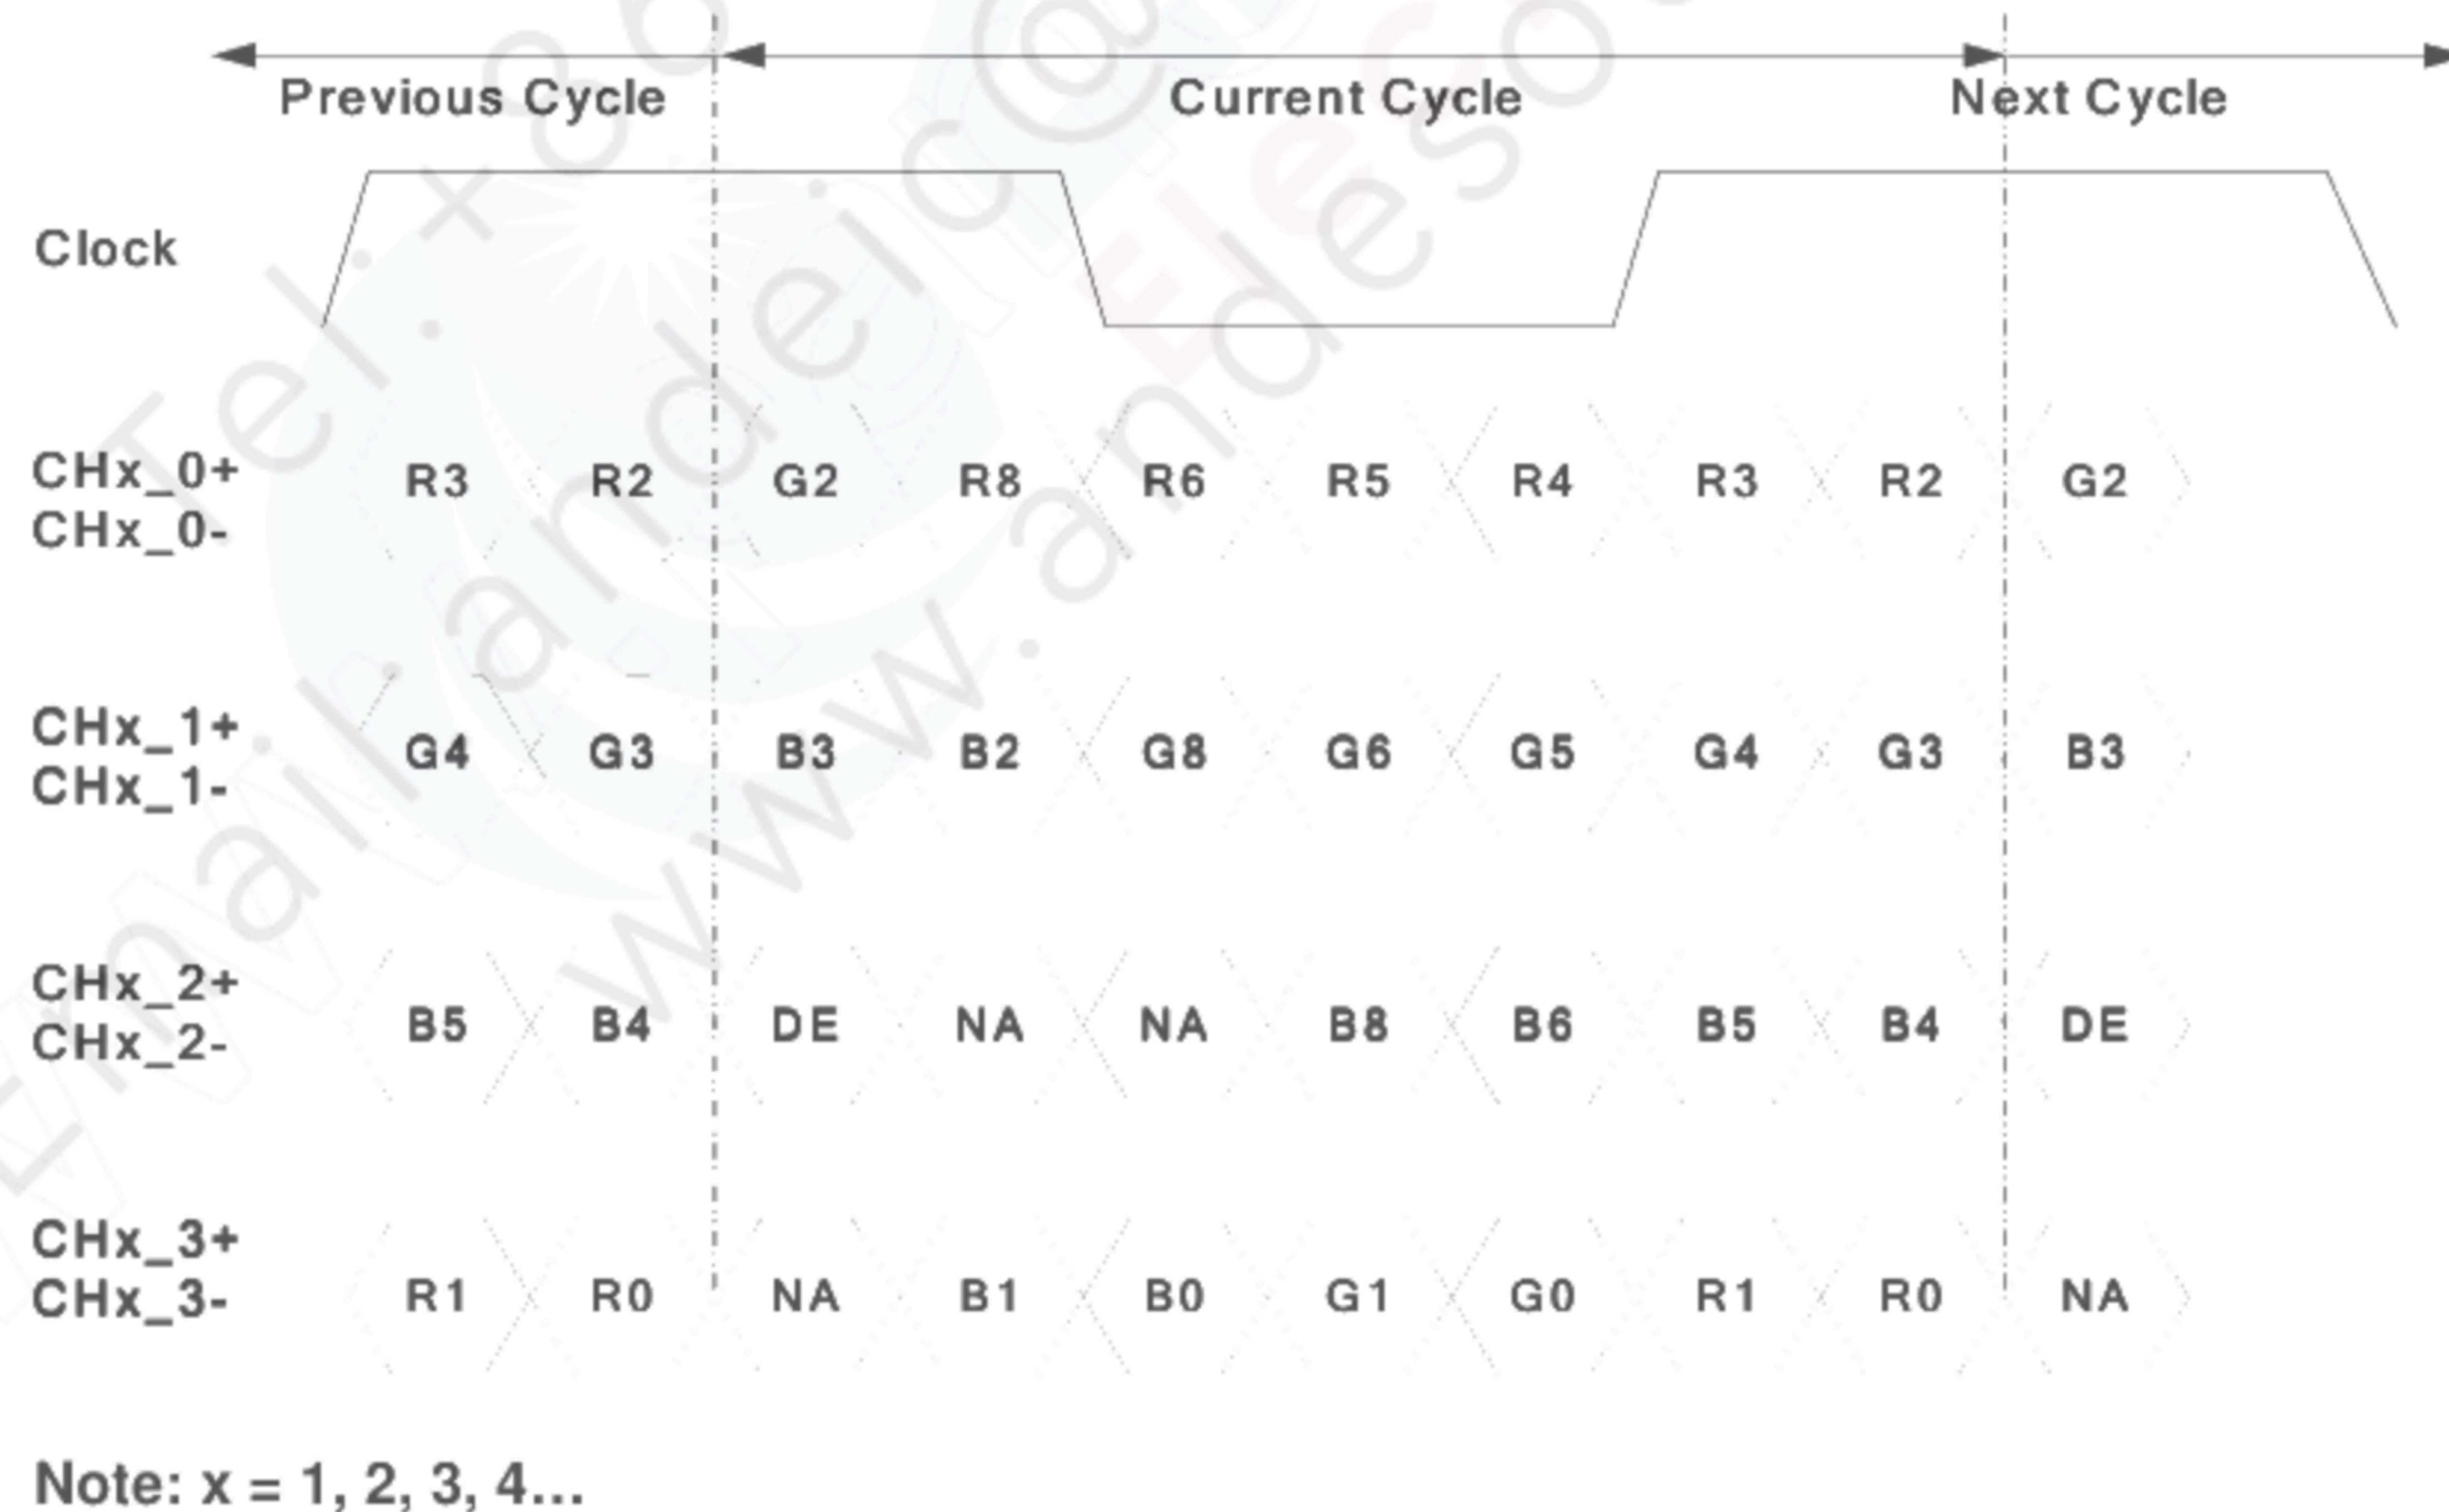 Previous Cycle Current Cycle Next Cycle
Clock
CHx_0+
R3 R2 G2 R8 R6 R5 R4 R3 R2 G2
CHx_0-
CHx_1+
G4 G3 B3 B2 G8 G6 G5 G4 G3 B3
CHx_1-
CHx_2+
B5 B4 DE NA NA B8 B6 B5 B4 DE
CHx_2-
CHx_3+
R1 R0 NA B1 B0 G1 G0 R1 R0 NA
CHx_3-
Note: x = 1, 2, 3, 4...